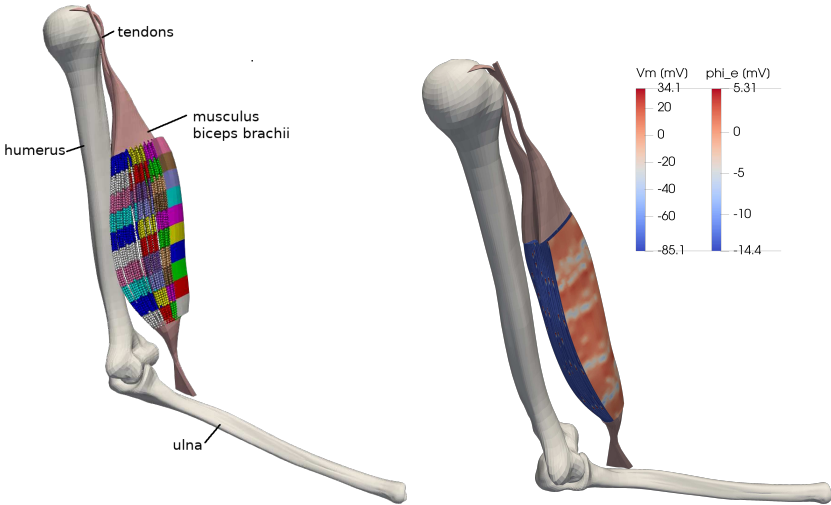 tendons
musculus
biceps brachii
humerus
ulna
Vm (mV)
34.1
20
0
-20
-40
-60
-85.1
phi_e (mV)
5.31
0
-5
-10
-14.4